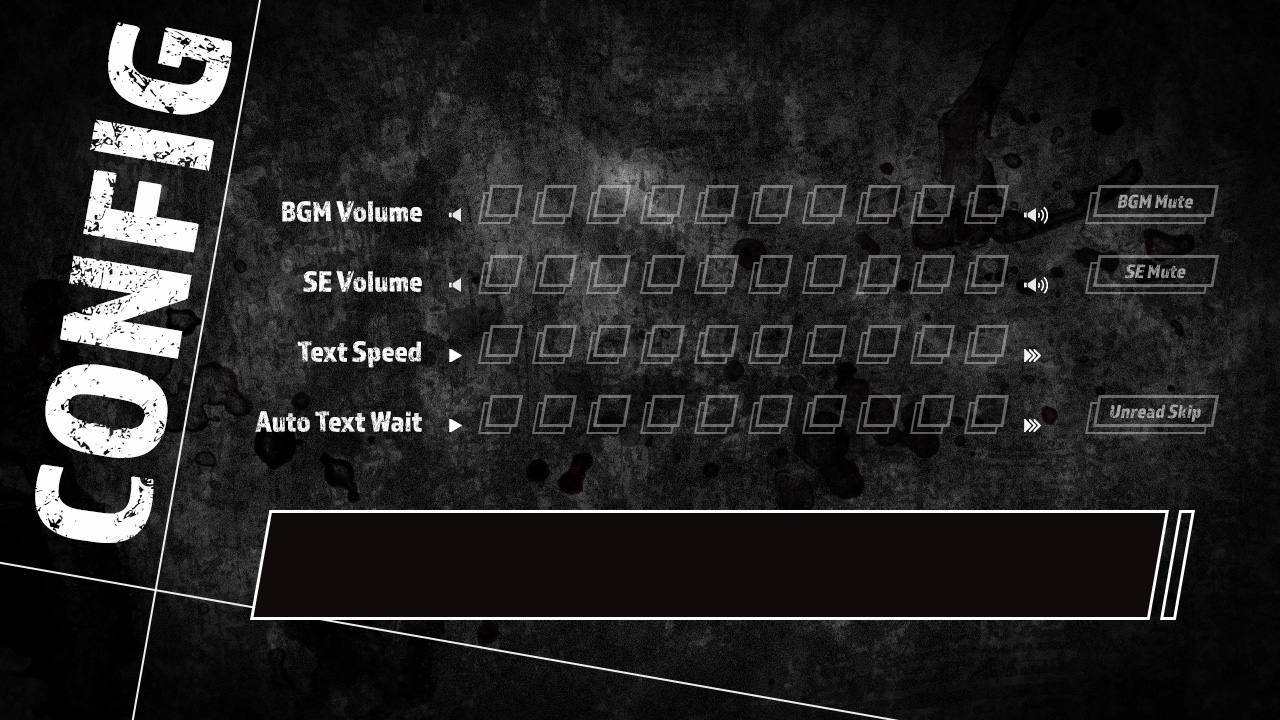 CONFIG
BGM Volume
BGM Mute
SE Volume
SE Mute
Text Speed
Auto Text Wait
Unread Skip